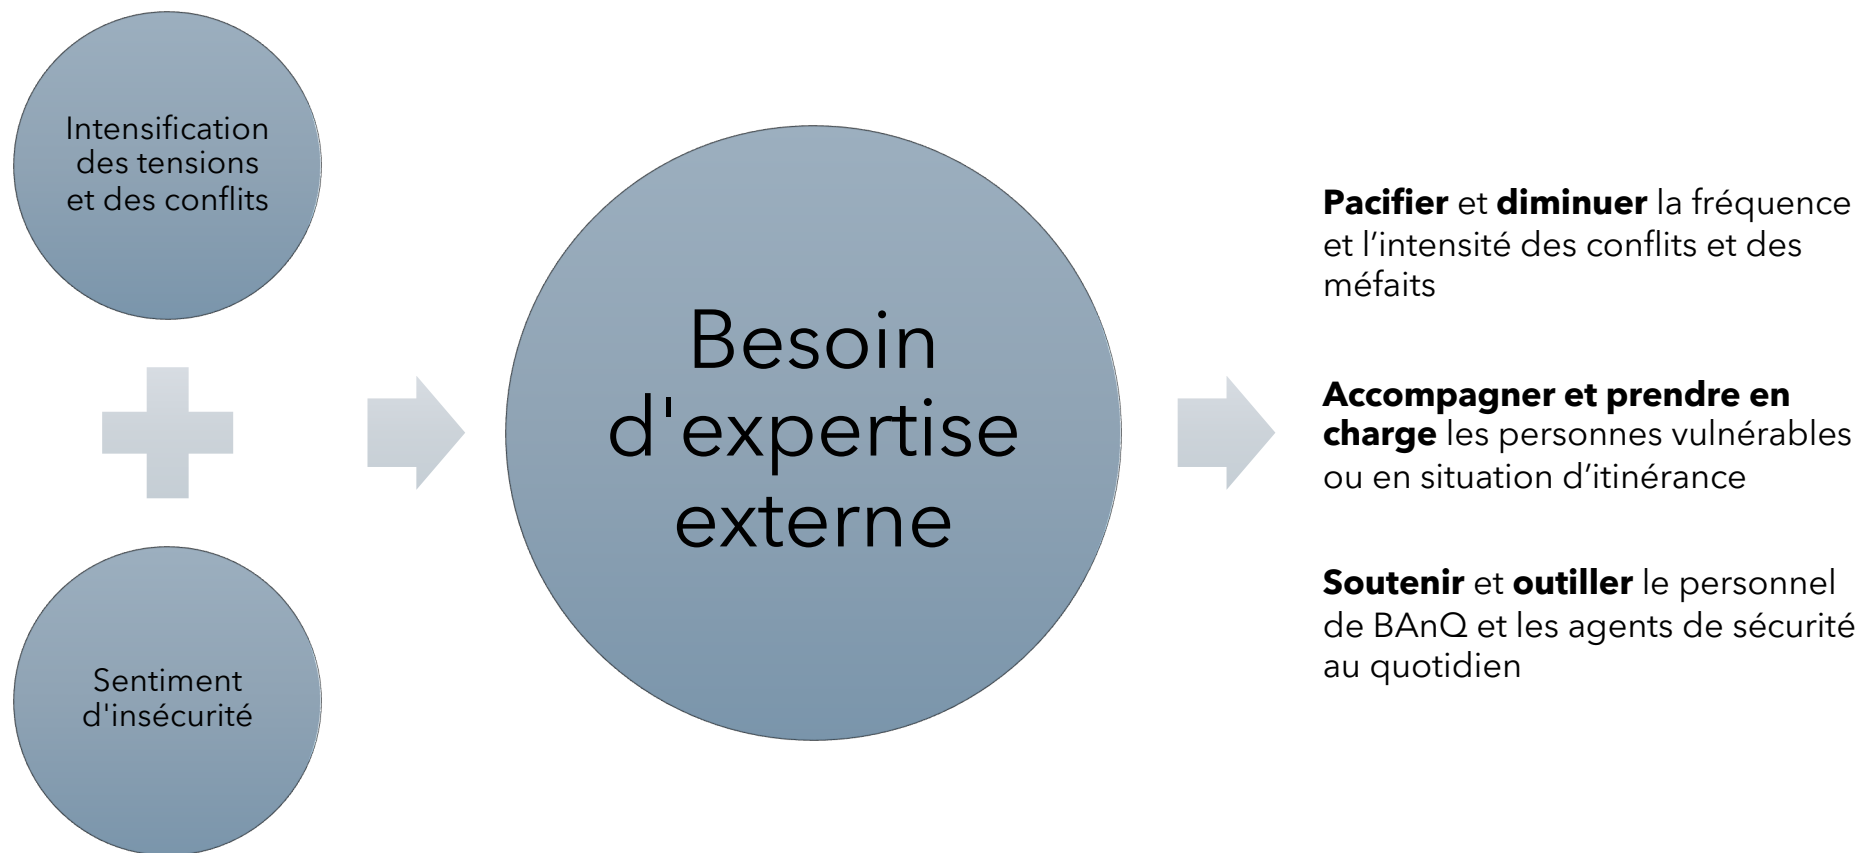 Intensification
des tensions
et des conflits
Sentiment
d'insécurité
Besoin
d'expertise
externe
Pacifier et diminuer la fréquence
et l’intensité des conflits et des
méfaits
Accompagner et prendre en
charge les personnes vulnérables
ou en situation d’itinérance
Soutenir et outiller le personnel
de BAnQ et les agents de sécurité
au quotidien